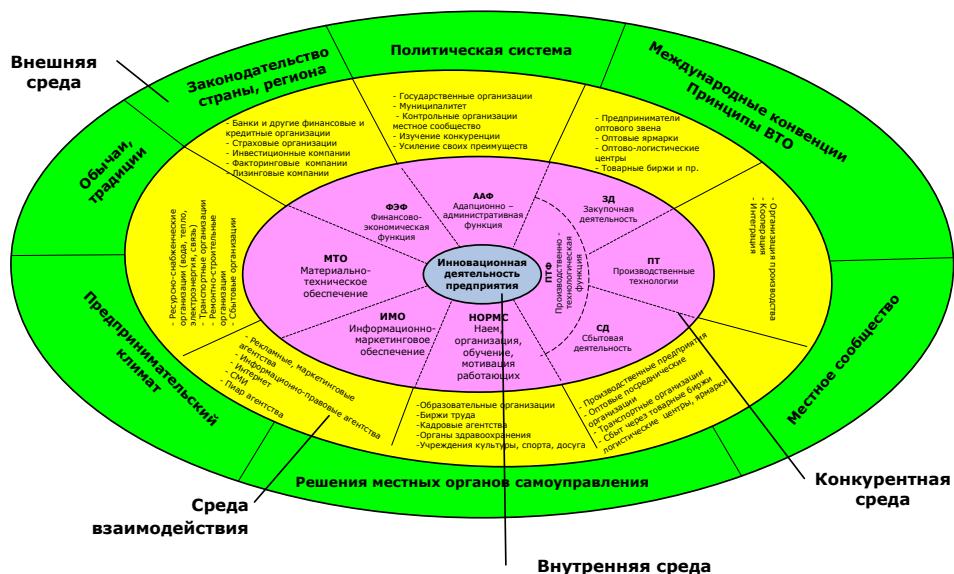 Внешняя
среда
Законодательство
страны, региона
Политическая система
Международные конвенции
Принципы ВТО
Обычаи,
традиции
Предпринимательский
климат
Местное сообщество
Решения местных органов самоуправления
- Банки и другие финансовые и
кредитные организации
- Страховые организации
- Инвестиционные компании
- Факторинговые компании
- Лизинговые компании
- Государственные организации
- Муниципалитет
- Контрольные организации
местное сообщество
- Изучение конкуренции
- Усиление своих преимуществ
- Предприниматели
оптового звена
- Оптовые ярмарки
- Оптово-логистические
центры
- Товарные биржи и пр.
- Организация производства
- Кооперация
- Интеграция
- Ресурсно-снабженческие
организации (вода, тепло,
электроэнергия, связь)
- Транспортные организации
- Ремонтно-строительные
организации
- Сбытовые организации
- Рекламные, маркетинговые
агентства
- Информационно-правовые агентства
- Интернет
- СМИ
- Пиар агентства
-Образовательные организации
-Биржи труда
-Кадровые агентства
-Органы здравоохранения
-Учреждения культуры, спорта, досуга
- Производственные предприятия
- Оптовые посреднические
организации
- Транспортные организации
- Сбыт через товарные биржи
логистические центры, ярмарки
ФЭФ
Финансово-
экономическая
функция
ААФ
Адапционно –
административная
функция
ЗД
Закупочная
деятельность
МТО
Материально-
техническое
обеспечение
Инновационная
деятельность
предприятия
ПТФ
Производственно -
технологическая
функция
ПТ
Производственные
технологии
ИМО
Информационно-
маркетинговое
обеспечение
НОРМС
Наем,
организация,
обучение,
мотивация
работающих
СД
Сбытовая
деятельность
Среда
взаимодействия
Конкурентная
среда
Внутренняя среда